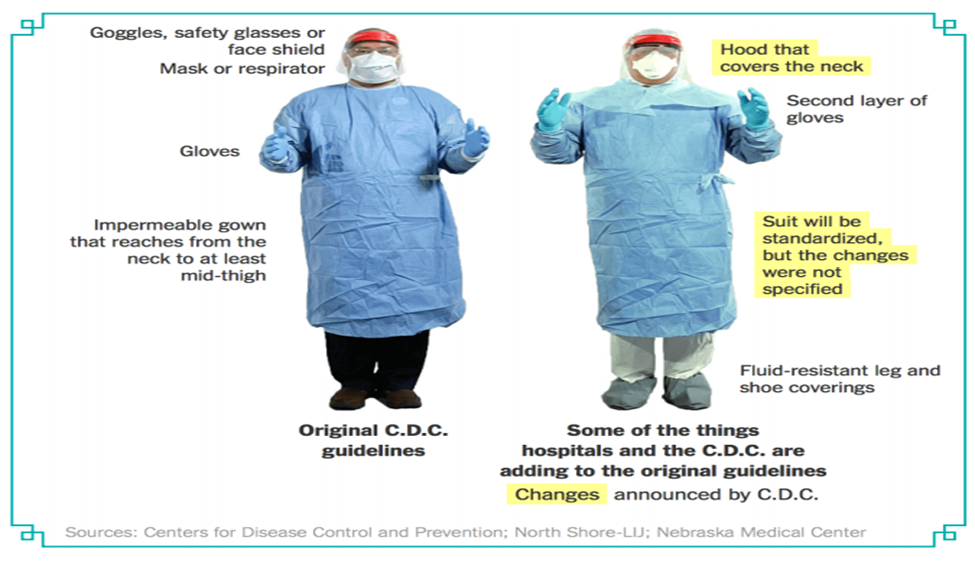 Goggles, safety glasses or
face shield
Mask or respirator
Gloves
Impermeable gown
that reaches from the
neck to at least
mid-thigh
Original C.D.C.
guidelines
Hood that
covers the neck
Second layer of
gloves
Suit will be
standardized,
but the changes
were not
specified
Fluid-resistant leg and
shoe coverings
Some of the things
hospitals and the C.D.C. are
adding to the original guidelines
Changes announced by C.D.C.
Sources: Centers for Disease Control and Prevention; North Shore-LIJ; Nebraska Medical Center